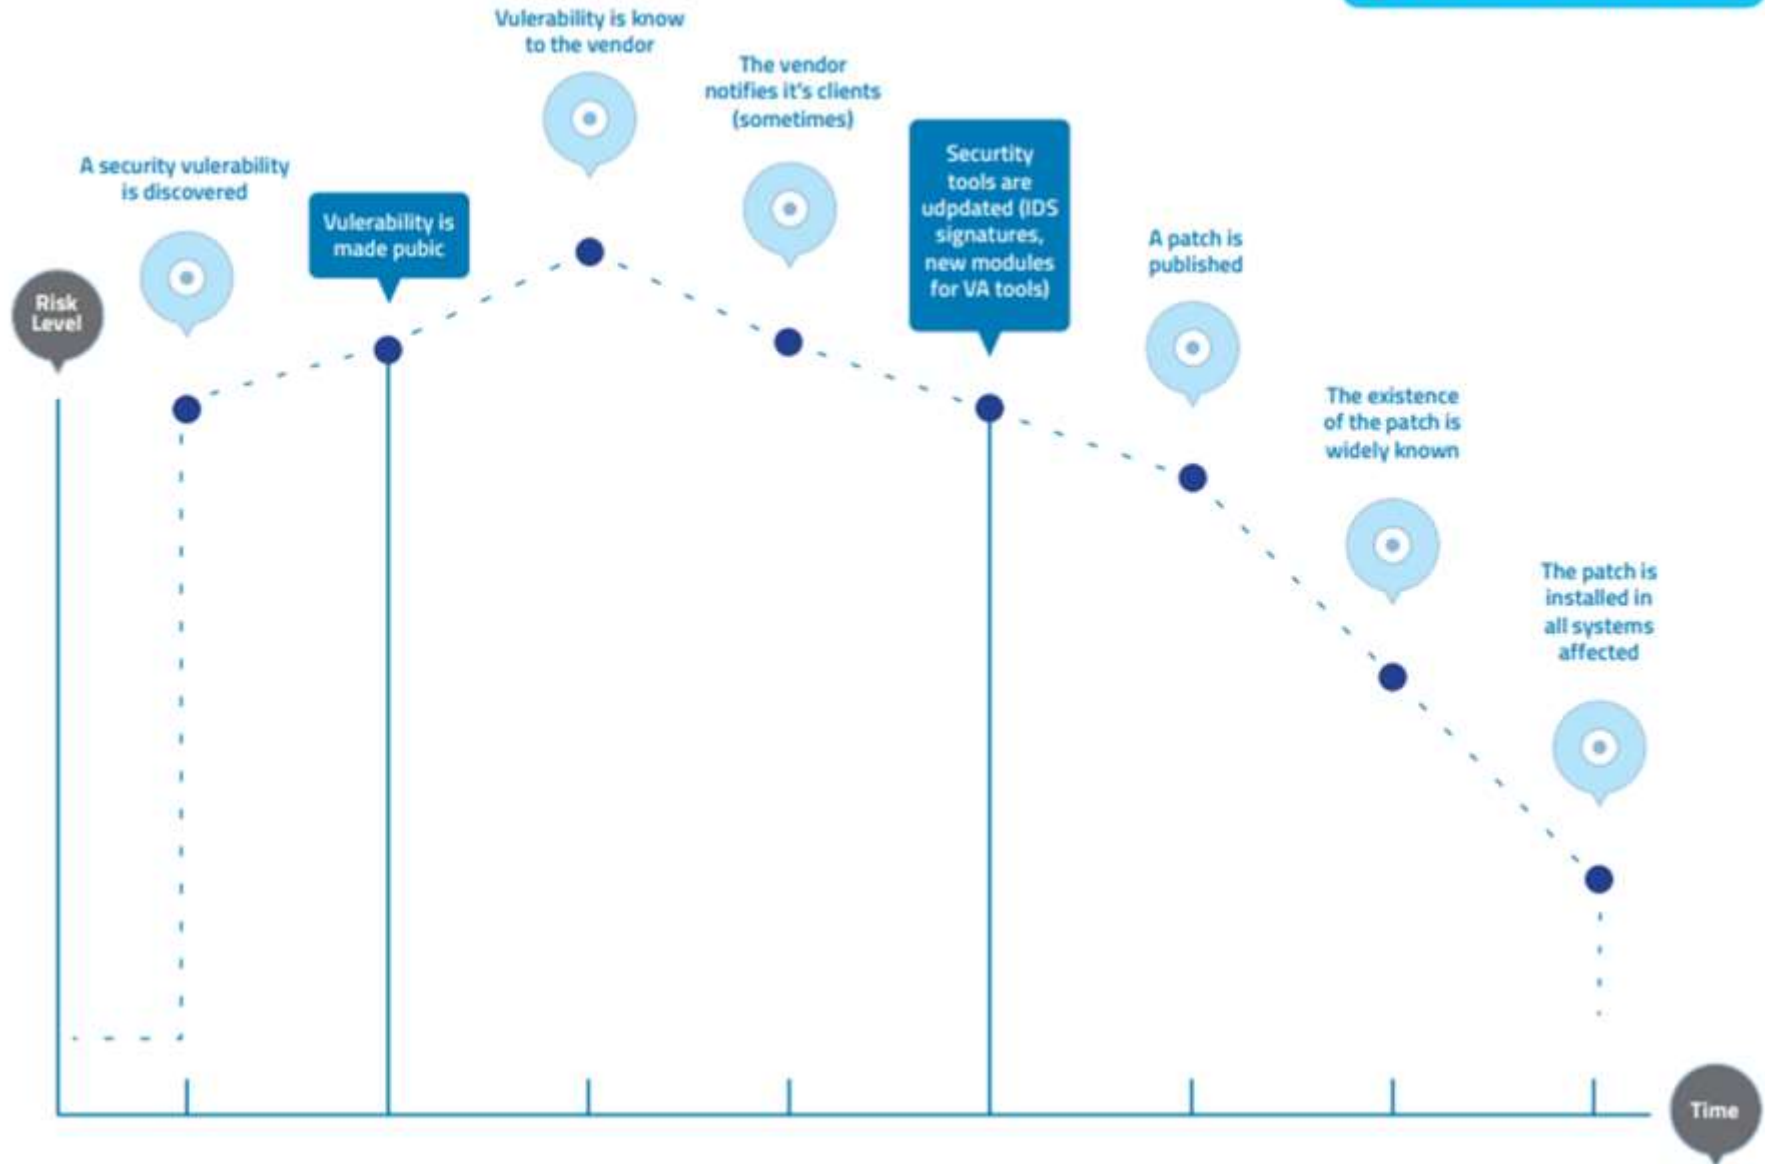 Vulerability is know
to the vendor
The vendor
notifies it's clients
(sometimes)
A security vulerability
is discovered
Vulerability is
made pubic
Securtity
tools are
udpdated (IDS
signatures,
new modules
for VA tools)
A patch is
published
Risk
Level
The existence
of the patch is
widely known
The patch is
installed in
all systems
affected
Time